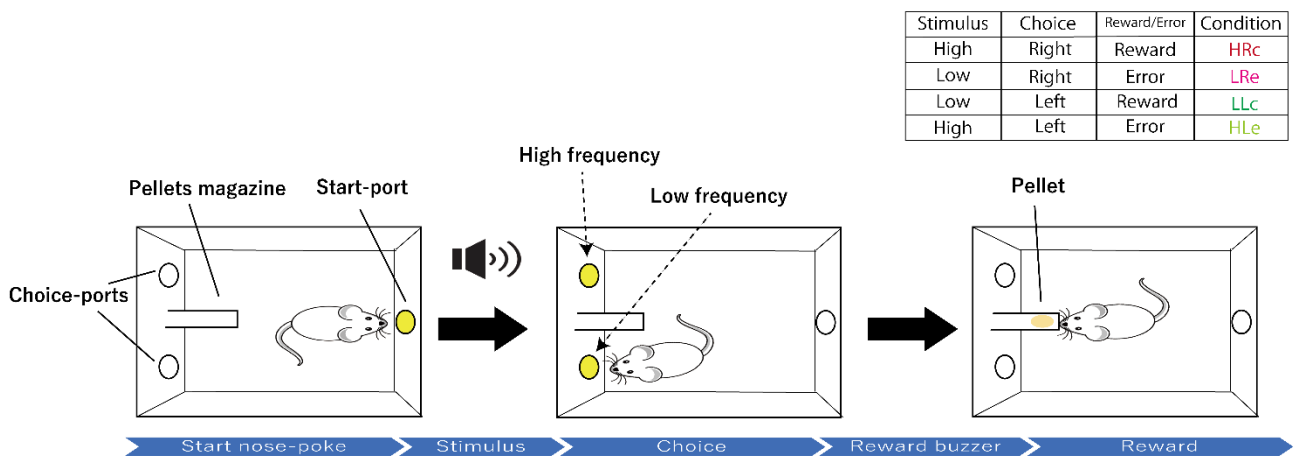 Stimulus Choice Reward/Error Condition
High Right Reward HRc
Low Right Error LRe
Low Left Reward LLc
High Left Error HLe
High frequency
Pellets magazine Start-port Low frequency Pellet
Choice-ports
Start nose-poke Stimulus Choice Reward buzzer Reward